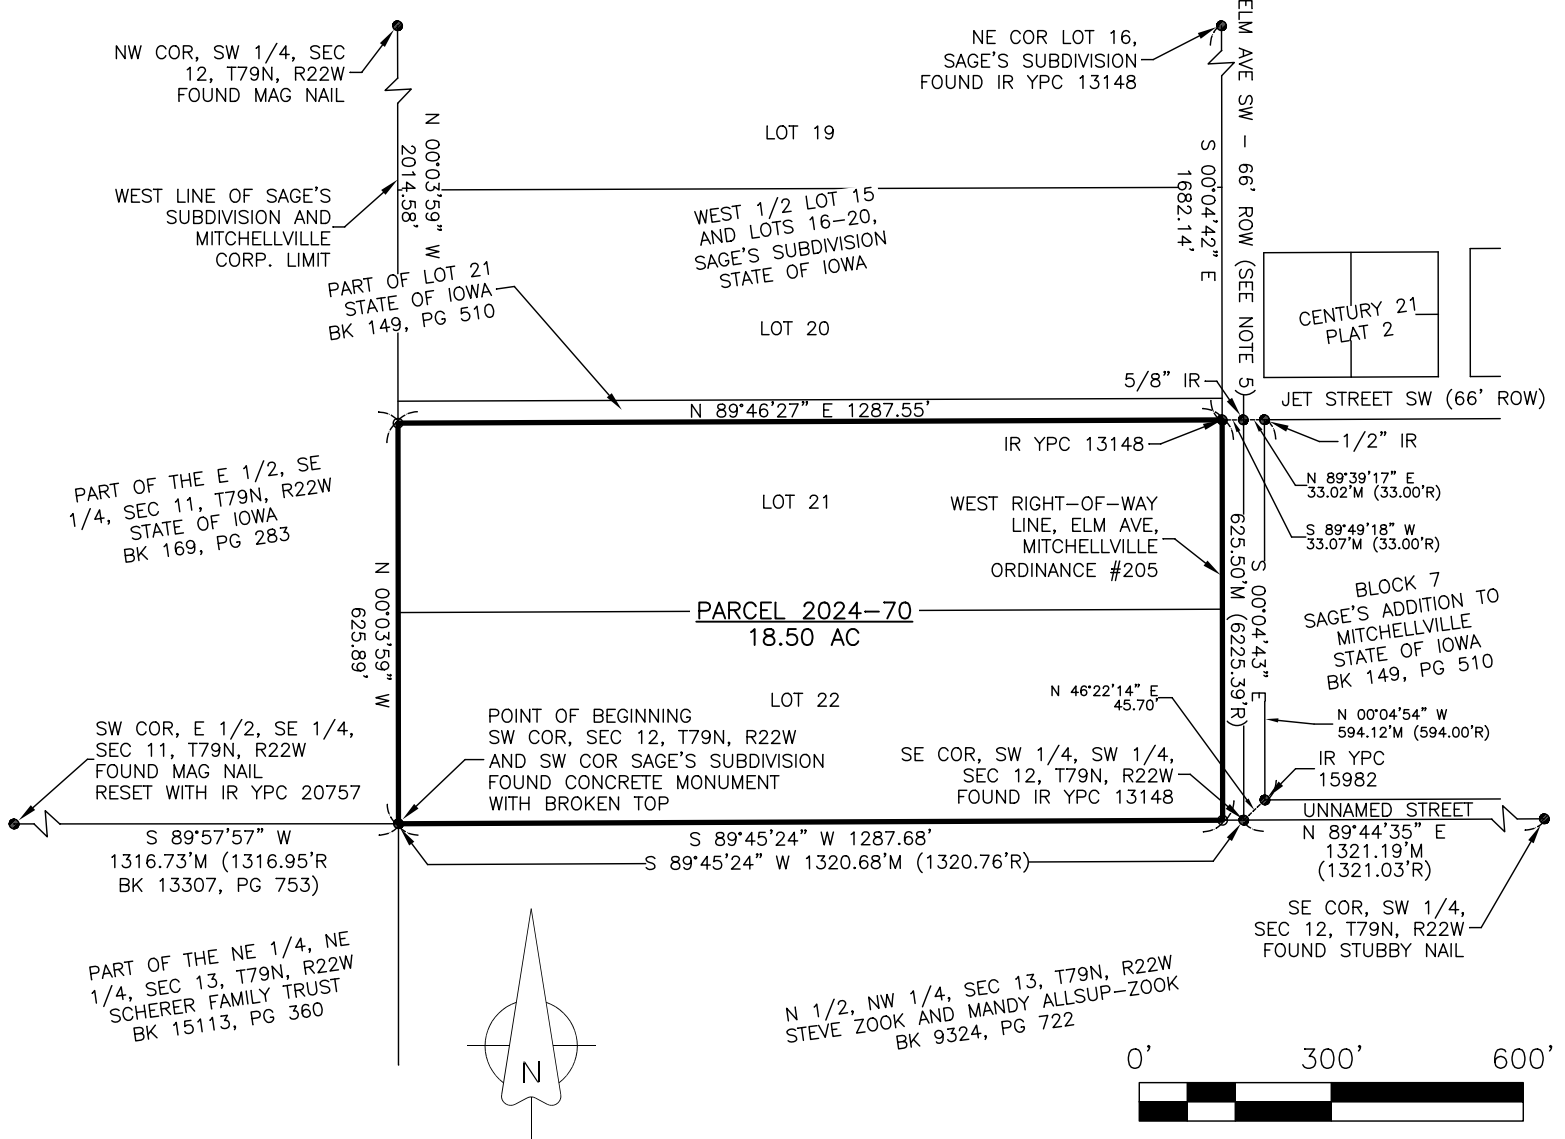 NW COR, SW 1/4, SEC
12, T79N, R22W
FOUND MAG NAIL
NE COR LOT 16,
SAGE'S SUBDIVISION
FOUND IR YPC 13148
ELM AVE SW - 66' ROW (SEE NOTE 5)
LOT 19
N 00°03'59" W
2014.58'
S 00°04'42" E
1682.14'
WEST LINE OF SAGE'S
SUBDIVISION AND
MITCHELLVILLE
CORP. LIMIT
WEST 1/2 LOT 15
AND LOTS 16-20,
SAGE'S SUBDIVISION
STATE OF IOWA
PART OF LOT 21
STATE OF IOWA
BK 149, PG 510
LOT 20
CENTURY 21
PLAT 2
5/8" IR
JET STREET SW (66' ROW)
N 89°46'27" E 1287.55'
IR YPC 13148
1/2" IR
N 89°39'17" E
33.02'M (33.00'R)
S 89°49'18" W
33.07'M (33.00'R)
PART OF THE E 1/2, SE
1/4, SEC 11, T79N, R22W
STATE OF IOWA
BK 169, PG 283
LOT 21
WEST RIGHT-OF-WAY
LINE, ELM AVE,
MITCHELLVILLE
ORDINANCE #205
N 00°03'59" W
625.89'
S 00°04'43" E
625.50'M (6225.39'R)
BLOCK 7
SAGE'S ADDITION TO
MITCHELLVILLE
STATE OF IOWA
BK 149, PG 510
PARCEL 2024-70
18.50 AC
LOT 22
N 46°22'14" E
45.70'
N 00°04'54" W
594.12'M (594.00'R)
SW COR, E 1/2, SE 1/4,
SEC 11, T79N, R22W
FOUND MAG NAIL
RESET WITH IR YPC 20757
POINT OF BEGINNING
SW COR, SEC 12, T79N, R22W
AND SW COR SAGE'S SUBDIVISION
FOUND CONCRETE MONUMENT
WITH BROKEN TOP
SE COR, SW 1/4, SW 1/4,
SEC 12, T79N, R22W
FOUND IR YPC 13148
IR YPC
15982
UNNAMED STREET
S 89°57'57" W
1316.73'M (1316.95'R
BK 13307, PG 753)
S 89°45'24" W 1287.68'
S 89°45'24" W 1320.68'M (1320.76'R)
N 89°44'35" E
1321.19'M
(1321.03'R)
SE COR, SW 1/4,
SEC 12, T79N, R22W
FOUND STUBBY NAIL
PART OF THE NE 1/4, NE
1/4, SEC 13, T79N, R22W
SCHERER FAMILY TRUST
BK 15113, PG 360
N 1/2, NW 1/4, SEC 13, T79N, R22W
STEVE ZOOK AND MANDY ALLSUP-ZOOK
BK 9324, PG 722
N
0' 300' 600'